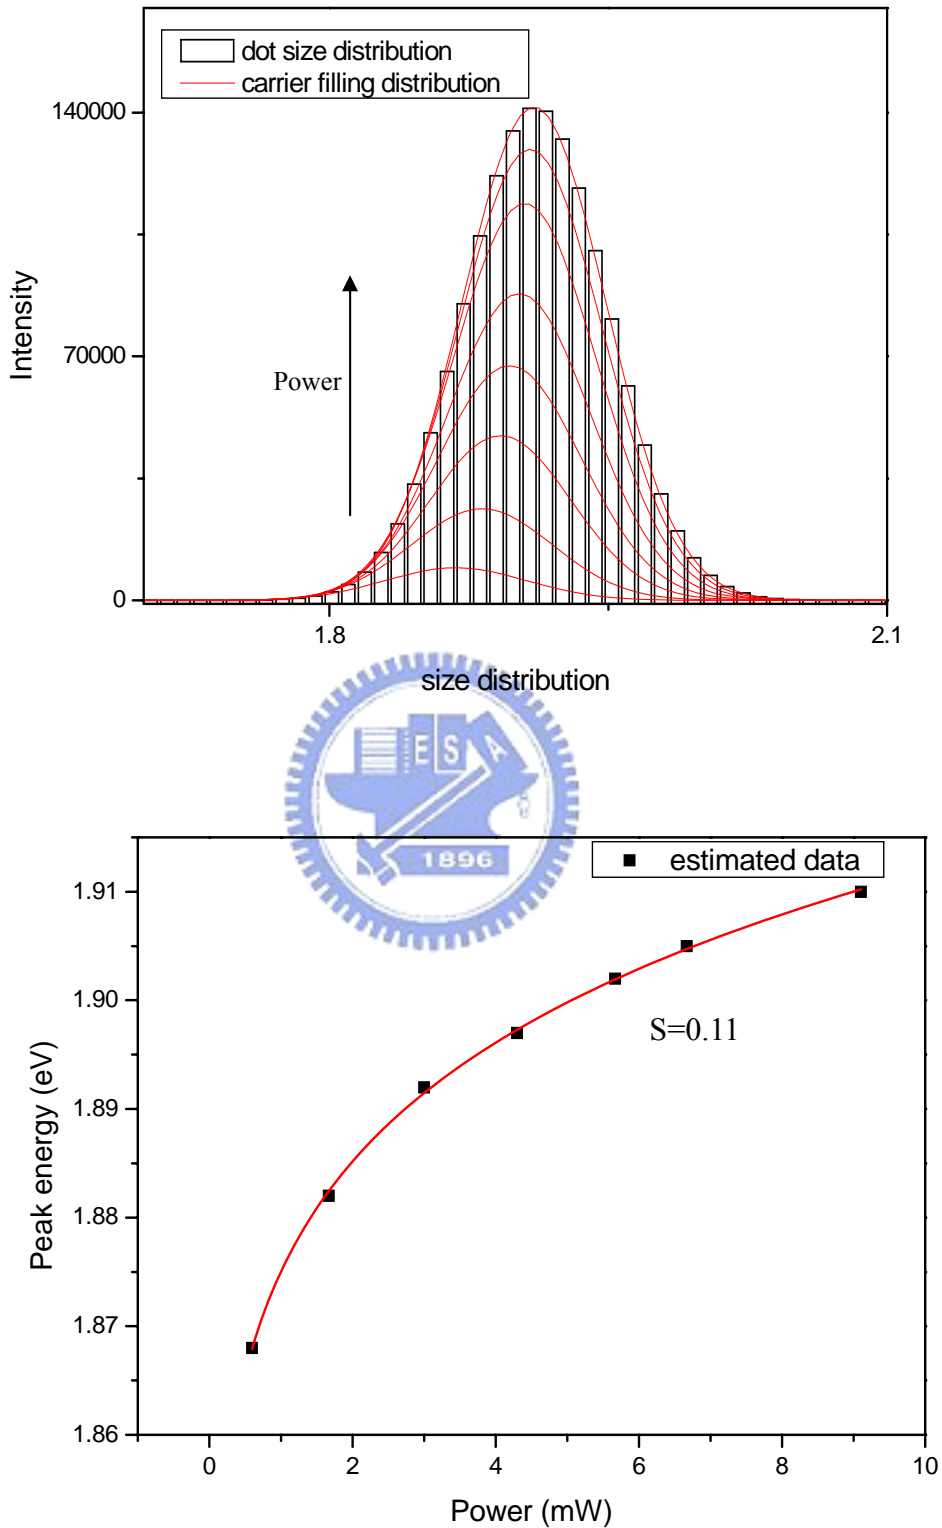 dot size distribution
carrier filling distribution
140000
70000
0
Intensity
Power
1.8
2.1
size distribution
E S A
1896
estimated data
1.91
1.90
1.89
1.88
1.87
1.86
Peak energy (eV)
S=0.11
0 2 4 6 8 10
Power (mW)